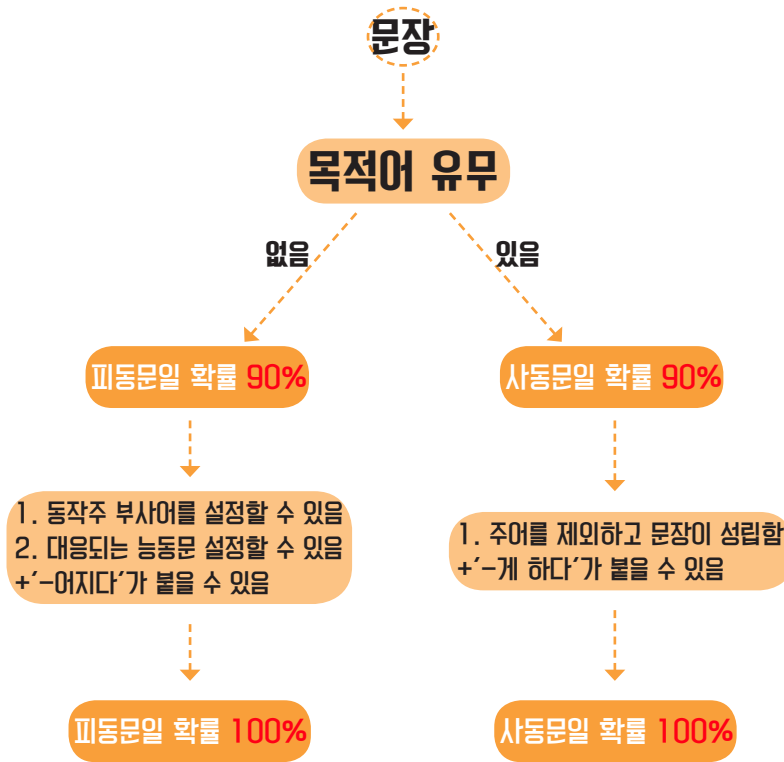 문장
목적어 유무
없음
있음
피동문일 확률 90%
사동문일 확률 90%
1. 동작주 부사어를 설정할 수 있음
2. 대응되는 능동문 설정할 수 있음
+'-어지다'가 붙을 수 있음
1. 주어를 제외하고 문장이 성립함
+'-게 하다'가 붙을 수 있음
피동문일 확률 100%
사동문일 확률 100%